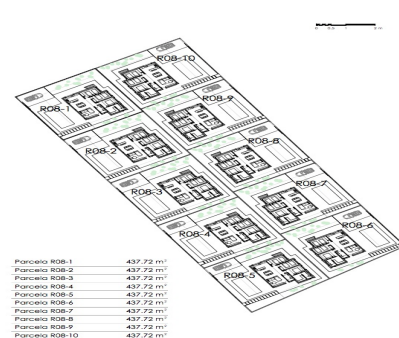 R08-10
R08-1
R08-9
R08-2
R08-8
R08-3
R08-7
R08-4
R08-6
R08-5
Parcela R08-1 437.72 m²
Parcela R08-2 437.72 m²
Parcela R08-3 437.72 m²
Parcela R08-4 437.72 m²
Parcela R08-5 437.72 m²
Parcela R08-6 437.72 m²
Parcela R08-7 437.72 m²
Parcela R08-8 437.72 m²
Parcela R08-9 437.72 m²
Parcela R08-10 437.72 m²